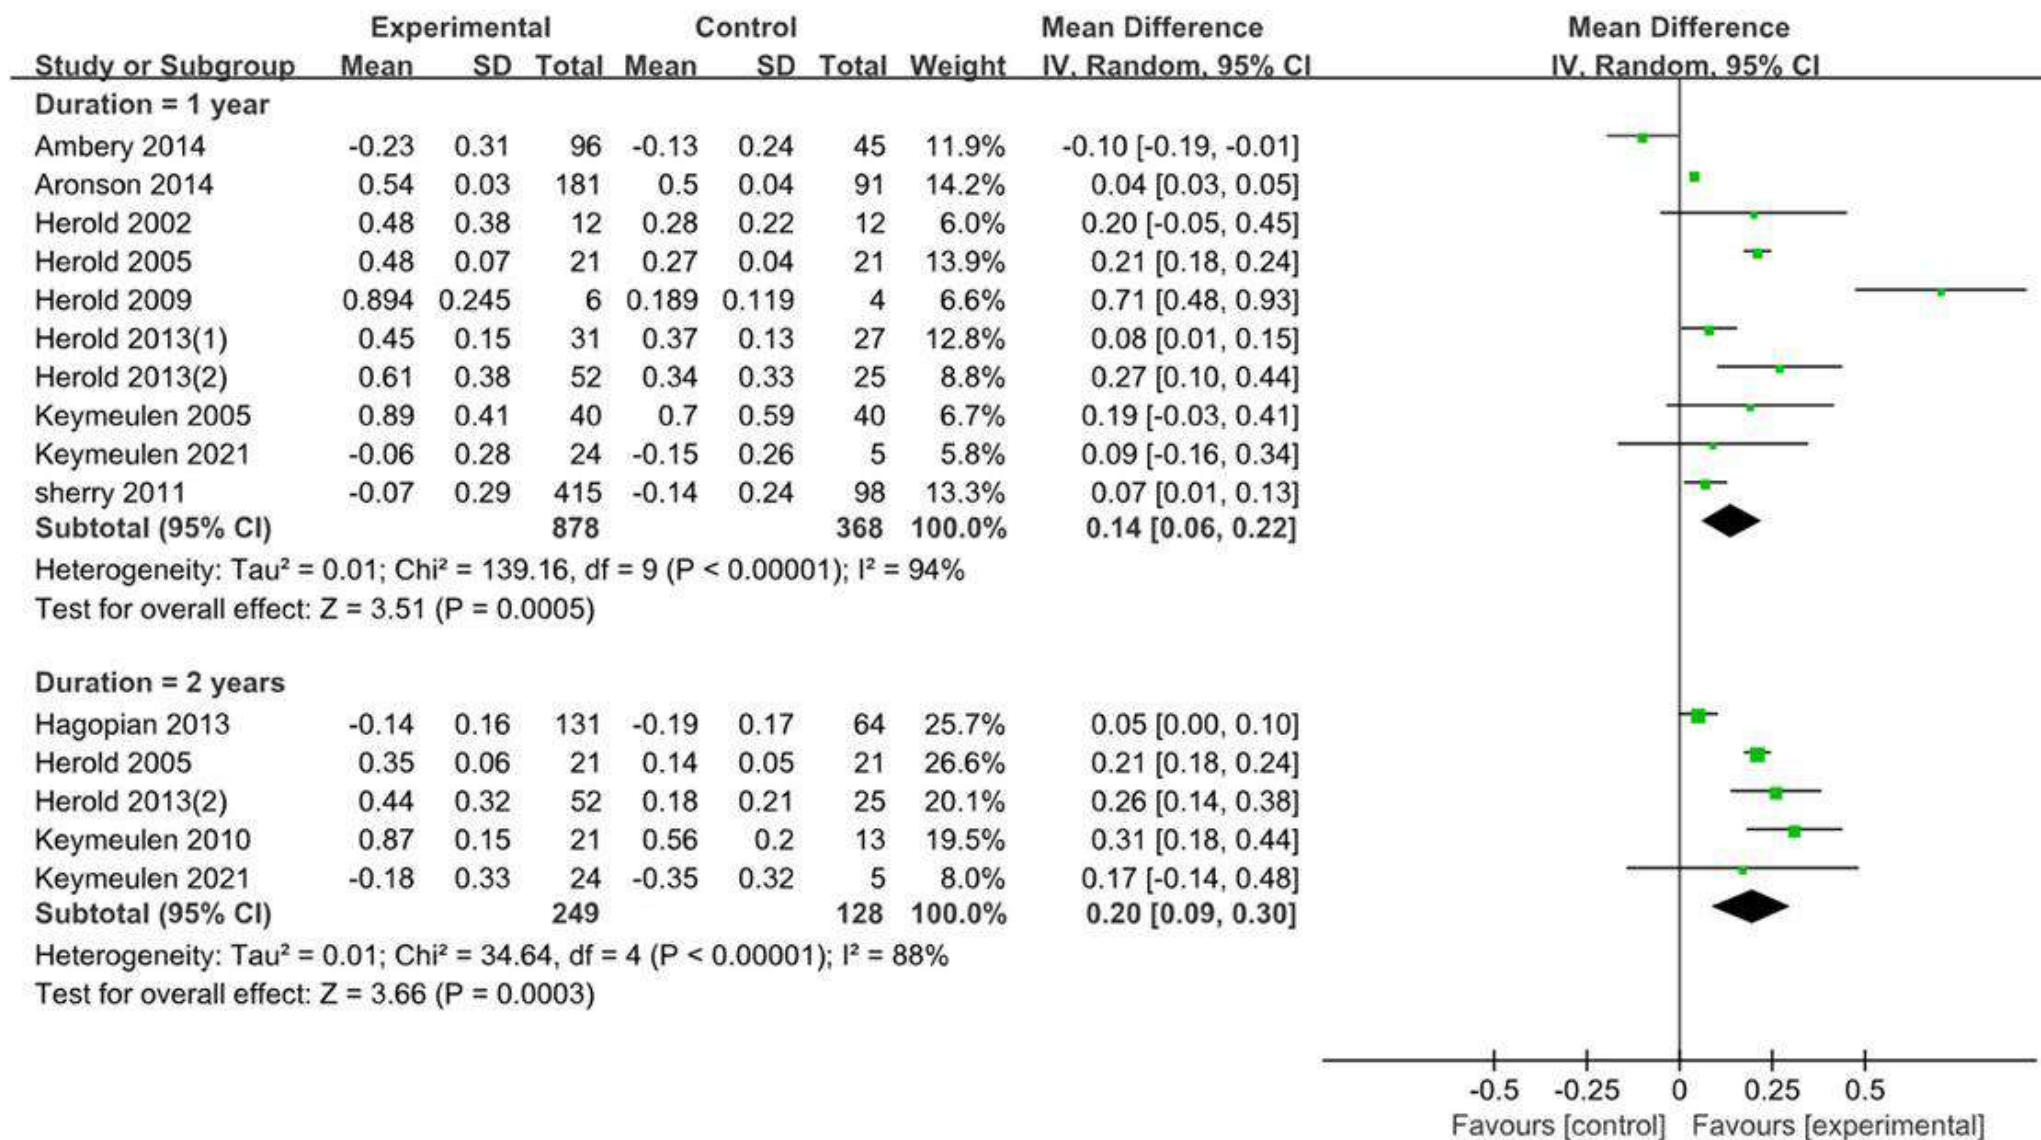 Experimental Control Mean Difference Mean Difference
Study or Subgroup Mean SD Total Mean SD Total Weight IV, Random, 95% CI IV, Random, 95% CI
Duration = 1 year
Ambery 2014 -0.23 0.31 96 -0.13 0.24 45 11.9% -0.10 [-0.19, -0.01]
Aronson 2014 0.54 0.03 181 0.5 0.04 91 14.2% 0.04 [0.03, 0.05]
Herold 2002 0.48 0.38 12 0.28 0.22 12 6.0% 0.20 [-0.05, 0.45]
Herold 2005 0.48 0.07 21 0.27 0.04 21 13.9% 0.21 [0.18, 0.24]
Herold 2009 0.894 0.245 6 0.189 0.119 4 6.6% 0.71 [0.48, 0.93]
Herold 2013(1) 0.45 0.15 31 0.37 0.13 27 12.8% 0.08 [0.01, 0.15]
Herold 2013(2) 0.61 0.38 52 0.34 0.33 25 8.8% 0.27 [0.10, 0.44]
Keymeulen 2005 0.89 0.41 40 0.7 0.59 40 6.7% 0.19 [-0.03, 0.41]
Keymeulen 2021 -0.06 0.28 24 -0.15 0.26 5 5.8% 0.09 [-0.16, 0.34]
sherry 2011 -0.07 0.29 415 -0.14 0.24 98 13.3% 0.07 [0.01, 0.13]
Subtotal (95% CI) 878 368 100.0% 0.14 [0.06, 0.22]
Heterogeneity: Tau² = 0.01; Chi² = 139.16, df = 9 (P < 0.00001); I² = 94%
Test for overall effect: Z = 3.51 (P = 0.0005)
Duration = 2 years
Hagopian 2013 -0.14 0.16 131 -0.19 0.17 64 25.7% 0.05 [0.00, 0.10]
Herold 2005 0.35 0.06 21 0.14 0.05 21 26.6% 0.21 [0.18, 0.24]
Herold 2013(2) 0.44 0.32 52 0.18 0.21 25 20.1% 0.26 [0.14, 0.38]
Keymeulen 2010 0.87 0.15 21 0.56 0.2 13 19.5% 0.31 [0.18, 0.44]
Keymeulen 2021 -0.18 0.33 24 -0.35 0.32 5 8.0% 0.17 [-0.14, 0.48]
Subtotal (95% CI) 249 128 100.0% 0.20 [0.09, 0.30]
Heterogeneity: Tau² = 0.01; Chi² = 34.64, df = 4 (P < 0.00001); I² = 88%
Test for overall effect: Z = 3.66 (P = 0.0003)
-0.5 -0.25 0 0.25 0.5
Favours [control] Favours [experimental]